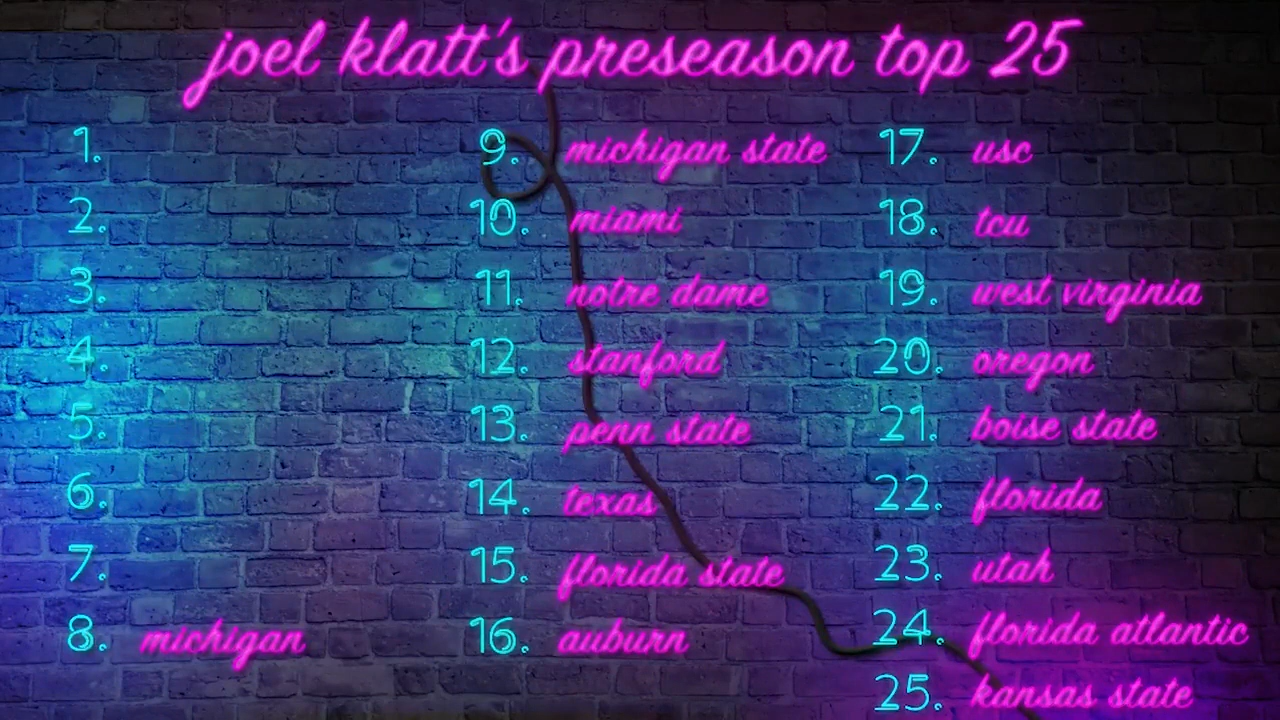 joel klatt's preseason top 25
1.
2.
3.
4.
5.
6.
7.
8. michigan
9. michigan state
10. miami
11. notre dame
12. stanford
13. penn state
14. texas
15. florida state
16. auburn
17. usc
18. tcu
19. west virginia
20. oregon
21. boise state
22. florida
23. utah
24. florida atlantic
25. kansas state